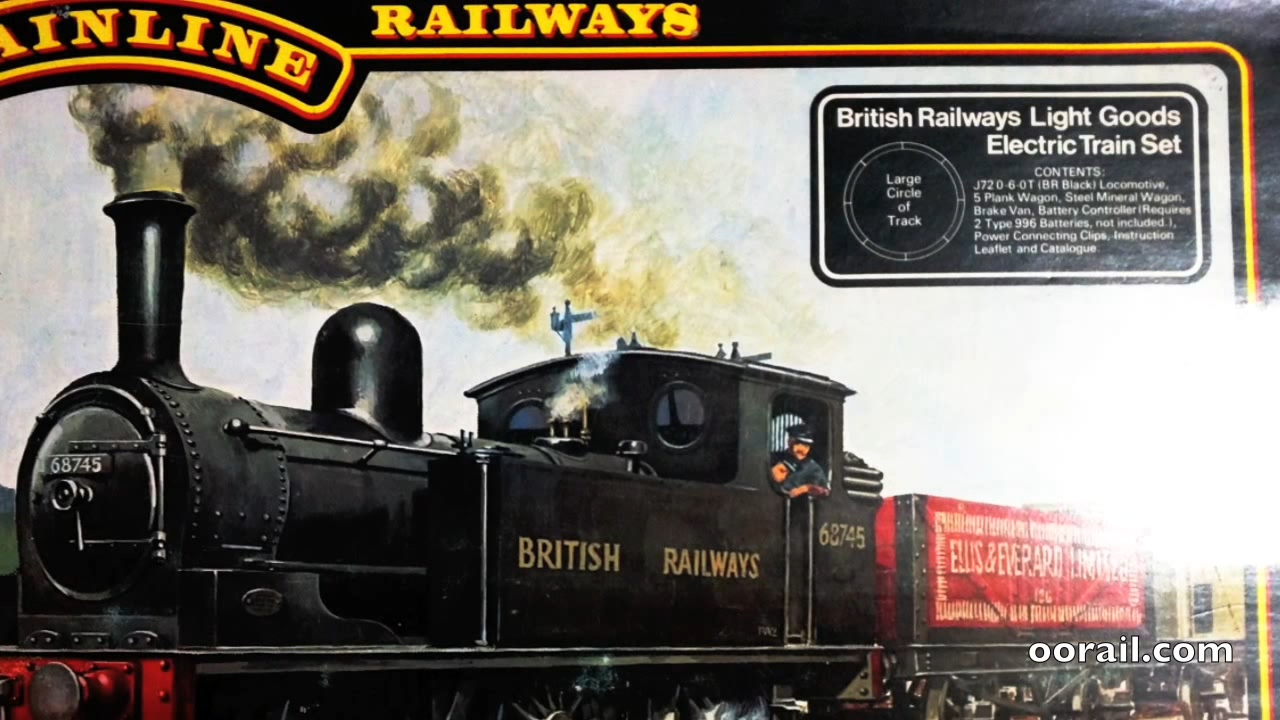 AINLINE
RAILWAYS
British Railways Light Goods
Electric Train Set
Large
Circle
of
Track
CONTENTS:
J72 0-6-0T (BR Black) Locomotive,
5 Plank Wagon, Steel Mineral Wagon,
Brake Van, Battery Controller (Requires
2 Type 996 Batteries, not included.),
Power Connecting Clips, Instruction
Leaflet and Catalogue.
68745
BRITISH RAILWAYS
68745
ELLIS & EVERARD LIMITED
oorail.com